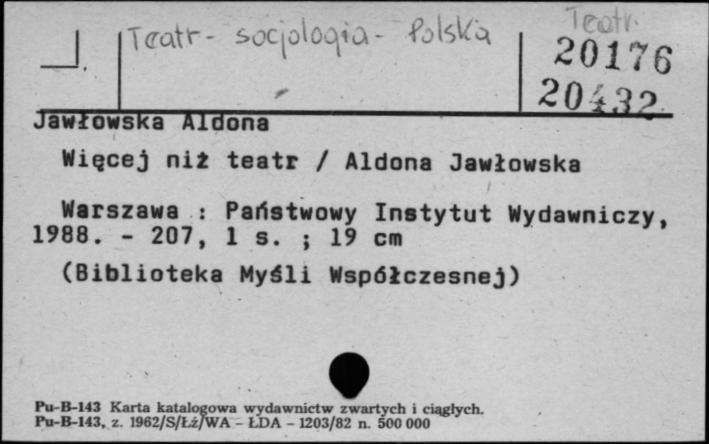 Teatr - socjologia - Polska
Teatr.
20176
20432
Jawłowska Aldona
Więcej niż teatr / Aldona Jawłowska
Warszawa : Państwowy Instytut Wydawniczy,
1988. - 207, 1 s. ; 19 cm
(Biblioteka Myśli Współczesnej)
Pu-B-143 Karta katalogowa wydawnictw zwartych i ciągłych.
Pu-B-143, z. 1962/S/Łż/WA - ŁDA - 1203/82 n. 500 000